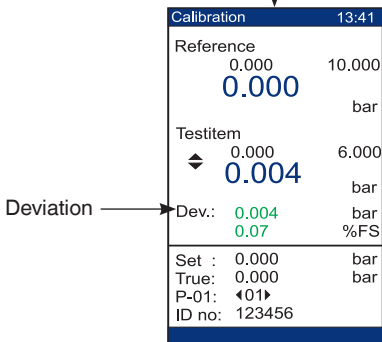 Calibration 13:41
Reference
0.000 10.000
0.000
bar
Testitem
0.000 6.000
0.004
bar
Deviation
Dev.: 0.004 bar
0.07 %FS
Set : 0.000 bar
True: 0.000 bar
P-01: 01
ID no: 123456